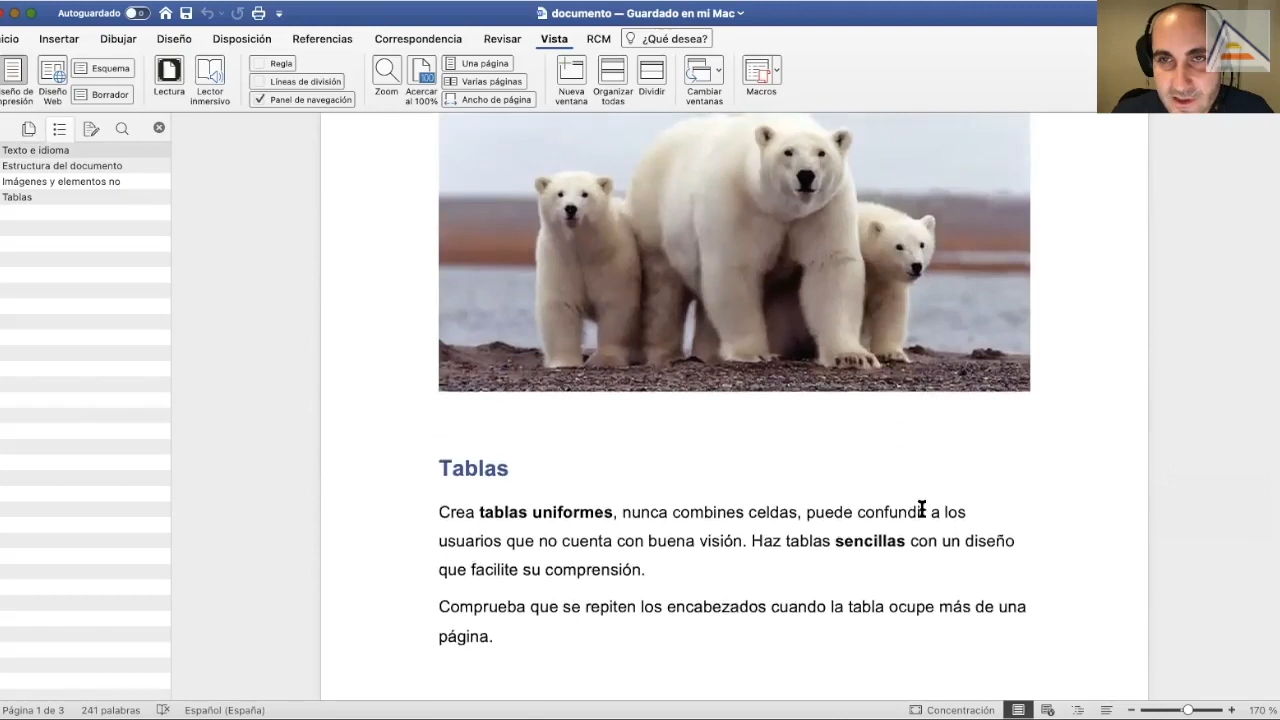 Autoguardado
documento — Guardado en mi Mac
Insertar Dibujar Diseño Disposición Referencias Correspondencia Revisar Vista RCM ¿Qué desea?
Diseño Web
Esquema
Borrador
Lectura
Lector inmersivo
Regla
Líneas de división
Panel de navegación
Zoom
Acercar al 100%
100
Una página
Varias páginas
Ancho de página
Nueva ventana
Organizar todas
Dividir
Cambiar ventanas
Macros
Texto e idioma
Estructura del documento
Imágenes y elementos no
Tablas
Tablas
Crea tablas uniformes, nunca combines celdas, puede confundir a los
usuarios que no cuenta con buena visión. Haz tablas sencillas con un diseño
que facilite su comprensión.
Comprueba que se repiten los encabezados cuando la tabla ocupe más de una
página.
Página 1 de 3 241 palabras Español (España) Concentración 170 %